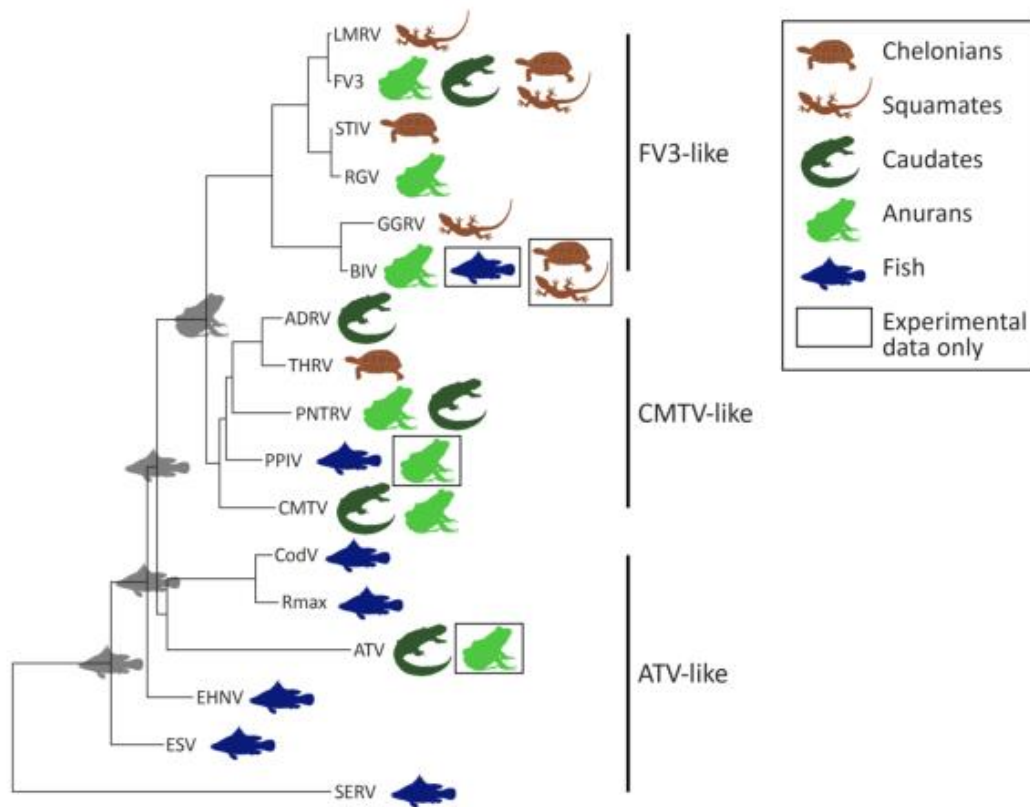 LMRV
FV3
STIV
RGV
GGRV
BIV
FV3-like
ADRV
THRV
PNTRV
PPIV
CMTV
CMTV-like
CodV
Rmax
ATV
EHNV
ESV
SERV
ATV-like
Chelonians
Squamates
Caudates
Anurans
Fish
Experimental
data only